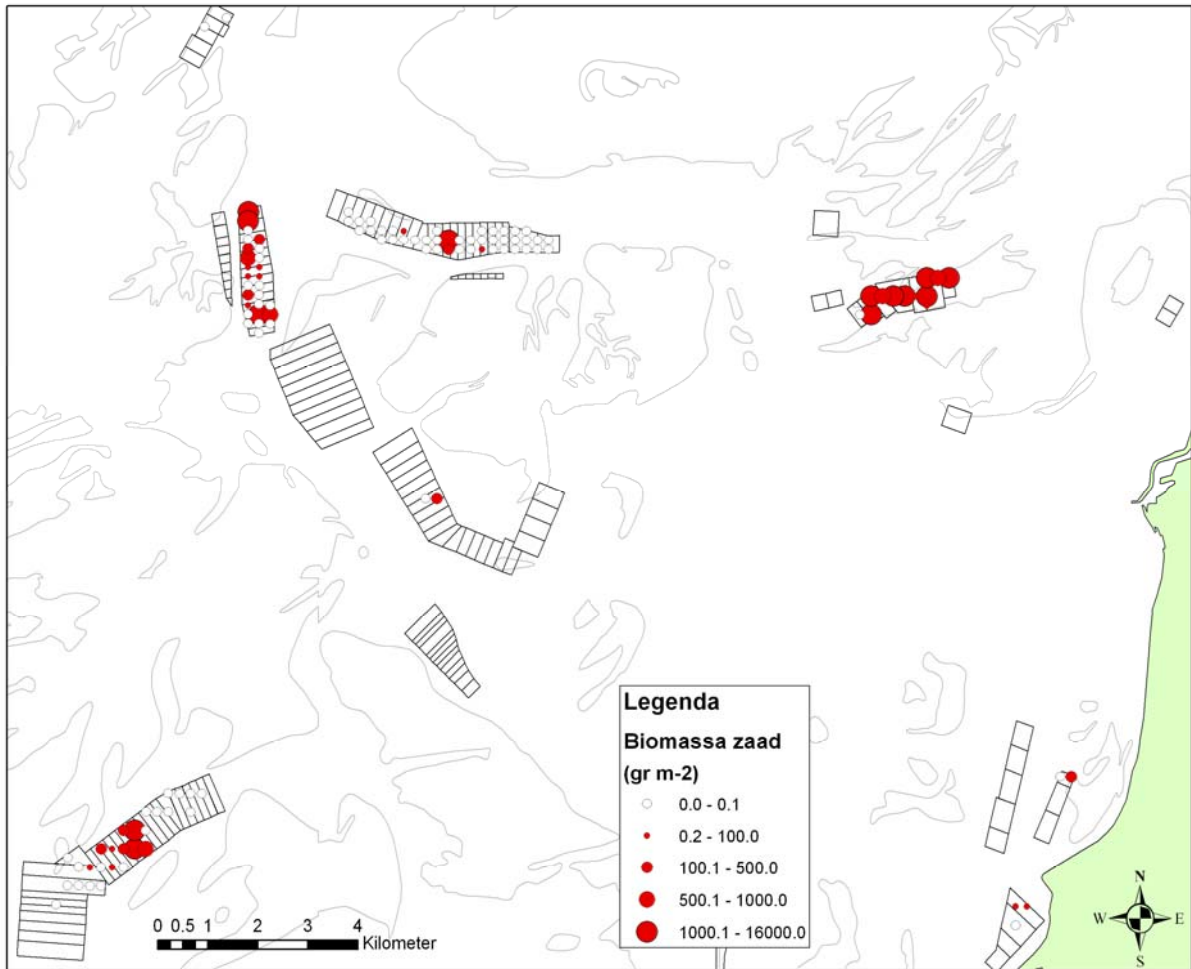 Legenda
Biomassa zaad
(gr m-2)
0.0 - 0.1
0.2 - 100.0
100.1 - 500.0
500.1 - 1000.0
1000.1 - 16000.0
0 0.5 1 2 3 4
Kilometer
N
W E
S